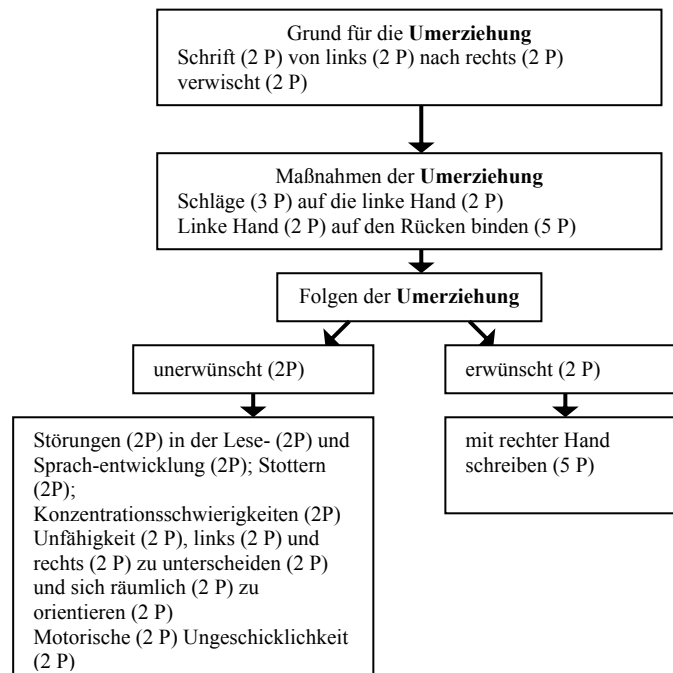 Grund für die Umerziehung
Schrift (2 P) von links (2 P) nach rechts (2 P)
verwischt (2 P)
Maßnahmen der Umerziehung
Schläge (3 P) auf die linke Hand (2 P)
Linke Hand (2 P) auf den Rücken binden (5 P)
Folgen der Umerziehung
unerwünscht (2P)
erwünscht (2 P)
Störungen (2P) in der Lese- (2P) und
Sprach-entwicklung (2P); Stottern
(2P);
Konzentrationsschwierigkeiten (2P)
Unfähigkeit (2 P), links (2 P) und
rechts (2 P) zu unterscheiden (2 P)
und sich räumlich (2 P) zu
orientieren (2 P)
Motorische (2 P) Ungeschicklichkeit
(2 P)
mit rechter Hand
schreiben (5 P)